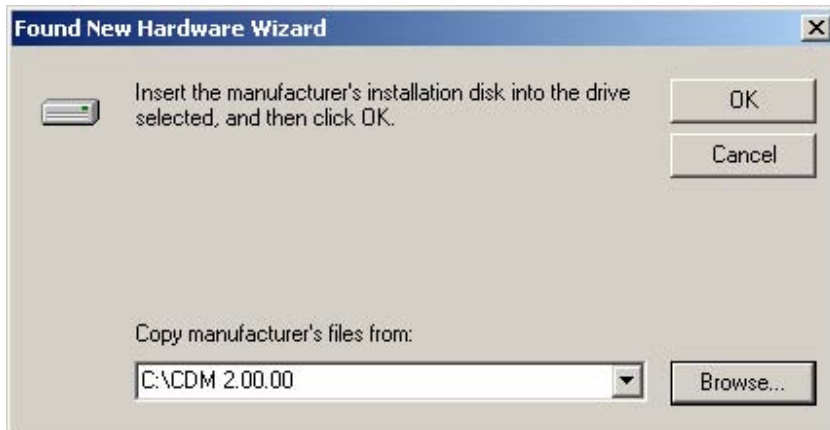 Found New Hardware Wizard
Insert the manufacturer's installation disk into the drive
selected, and then click OK.
OK
Cancel
Copy manufacturer's files from:
C:\CDM 2.00.00
Browse...